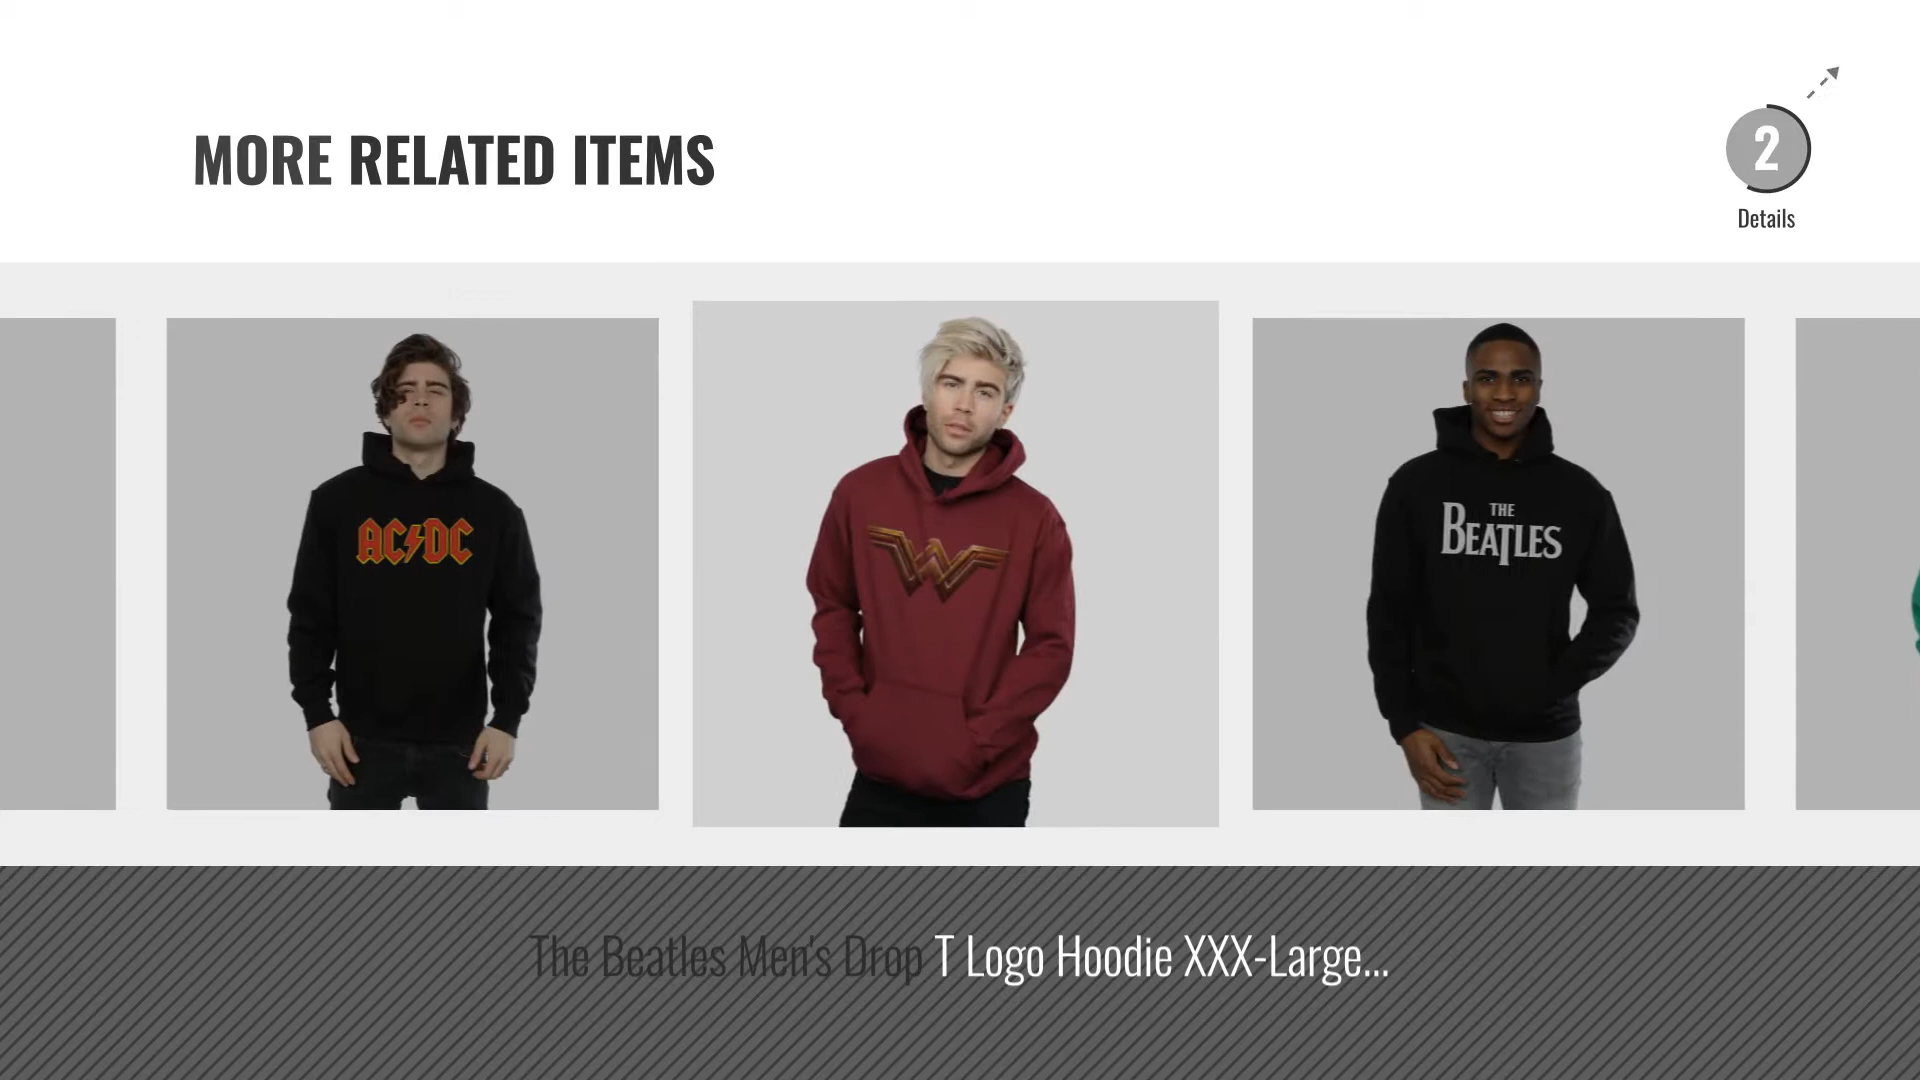 MORE RELATED ITEMS
2
Details
AC DC
W
THE
BEATLES
The Beatles Men's Drop T Logo Hoodie XXX-Large...